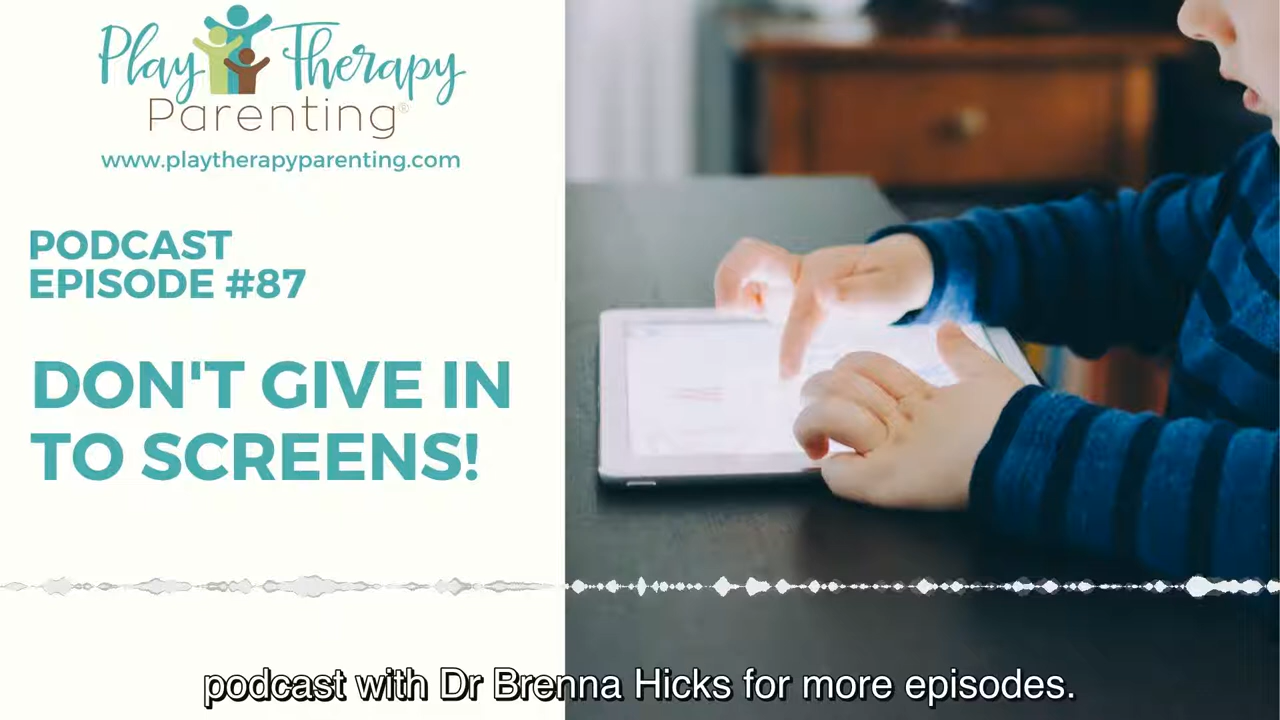 Play Therapy
Parenting®
www.playtherapyparenting.com
PODCAST
EPISODE #87
DON'T GIVE IN
TO SCREENS!
podcast with Dr Brenna Hicks for more episodes.